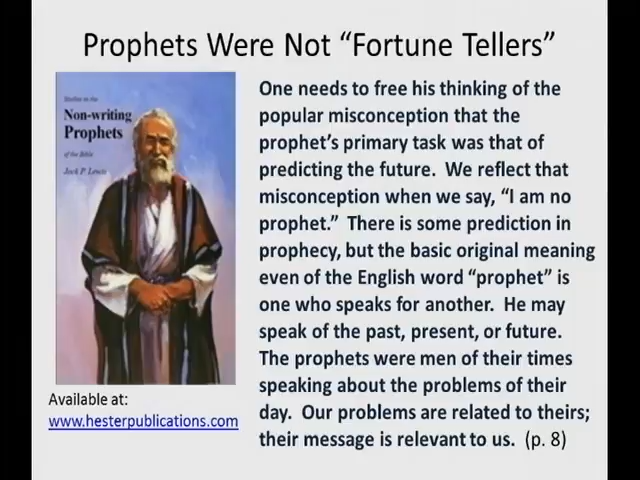 Prophets Were Not “Fortune Tellers”
Studies in the
Non-writing
Prophets
of the Bible
Jack P. Lewis
One needs to free his thinking of the
popular misconception that the
prophet’s primary task was that of
predicting the future.  We reflect that
misconception when we say, “I am no
prophet.”  There is some prediction in
prophecy, but the basic original meaning
even of the English word “prophet” is
one who speaks for another.  He may
speak of the past, present, or future.
The prophets were men of their times
speaking about the problems of their
day.  Our problems are related to theirs;
their message is relevant to us.  (p. 8)
Available at:
www.hesterpublications.com